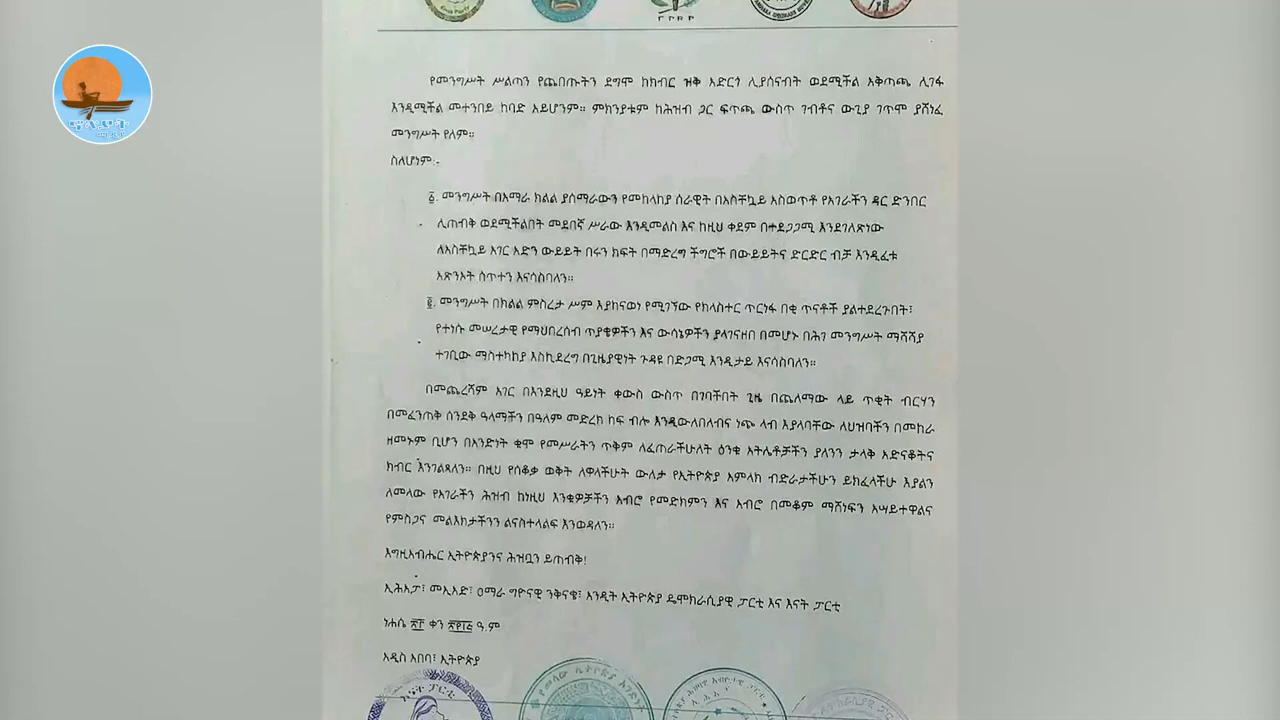 ኢሕአፓ
የመንግሥት ሥልጣን የጨበጡትን ደግሞ ከክብር ዝቅ አድርጎ ሊያሰናብት ወደሚችል አቅጣጫ ሊገፋ
እንዲሚችል መተንበይ ከባድ አይሆንም። ምክንያቱም ከሕዝብ ጋር ፍጥጫ ውስጥ ገብቶና ውጊያ ገጥሞ ያሸነፈ
መንግሥት የለም።
ስለሆነም:-
፩. መንግሥት በአማራ ክልል ያሰማራውን የመከላከያ ሰራዊት በአስቸኳይ አስወጥቶ የአገራችን ዳር ድንበር
ሊጠብቅ ወደሚችልበት መደበኛ ሥራው እንዲመልስ እና ከዚህ ቀደም በተደጋጋሚ እንደገለጽነው
ለአስቸኳይ አገር አድን ውይይት በሩን ክፍት በማድረግ ችግሮች በውይይትና ድርድር ብቻ እንዲፈቱ
አጽንኦት ሰጥተን እናሳስባለን።
፪. መንግሥት በክልል ምስረታ ሥም እያከናወነ የሚገኘው የክላስተር ጥርነፋ በቂ ጥናቶች ያልተደረጉበት፣
የተነሱ መሠረታዊ የማህበረሰብ ጥያቄዎችን እና ውሳኔዎችን ያላገናዘበ በመሆኑ በሕገ መንግሥት ማሻሻያ
ተገቢው ማስተካከያ እስኪደረግ በጊዜያዊነት ጉዳዩ በድጋሚ እንዲታይ እናሳስባለን።
በመጨረሻም አገር በእንደዚህ ዓይነት ቀውስ ውስጥ በገባችበት ጊዜ በጨለማው ላይ ጥቂት ብርሃን
በመፈንጠቅ ሰንደቅ ዓላማችን በዓለም መድረክ ከፍ ብሎ እንዲውለበለብና ነጭ ላብ እያላባቸው ለህዝባችን በመከራ
ዘመኑም ቢሆን በአንድነት ቁሞ የመሥራትን ጥቅም ለፈጠራችሁለት ዕንቁ አትሌቶቻችን ያለንን ታላቅ አድናቆትና
ክብር እንገልጻለን። በዚህ የሰቆቃ ወቅት ለዋላችሁት ውለታ የኢትዮጵያ አምላክ ብድራታችሁን ይክፈላችሁ እያልን
ለመላው የአገራችን ሕዝብ ከነዚህ እንቁዎቻችን አብሮ የመድክምን እና አብሮ በመቆም ማሸነፍን አሣይተዋልና
የምስጋና መልእክታችንን ልናስተላልፍ እንወዳለን።
እግዚአብሔር ኢትዮጵያንና ሕዝቧን ይጠብቅ!
ኢሕአፓ፣ መኢአድ፣ ዐማራ ግዮናዊ ንቅናቄ፣ አንዲት ኢትዮጵያ ዴሞክራሲያዊ ፓርቲ እና እናት ፓርቲ
ነሐሴ ፳፫ ቀን ፳፻፲፭ ዓ.ም
አዲስ አበባ፣ ኢትዮጵያ
እናት ፓርቲ